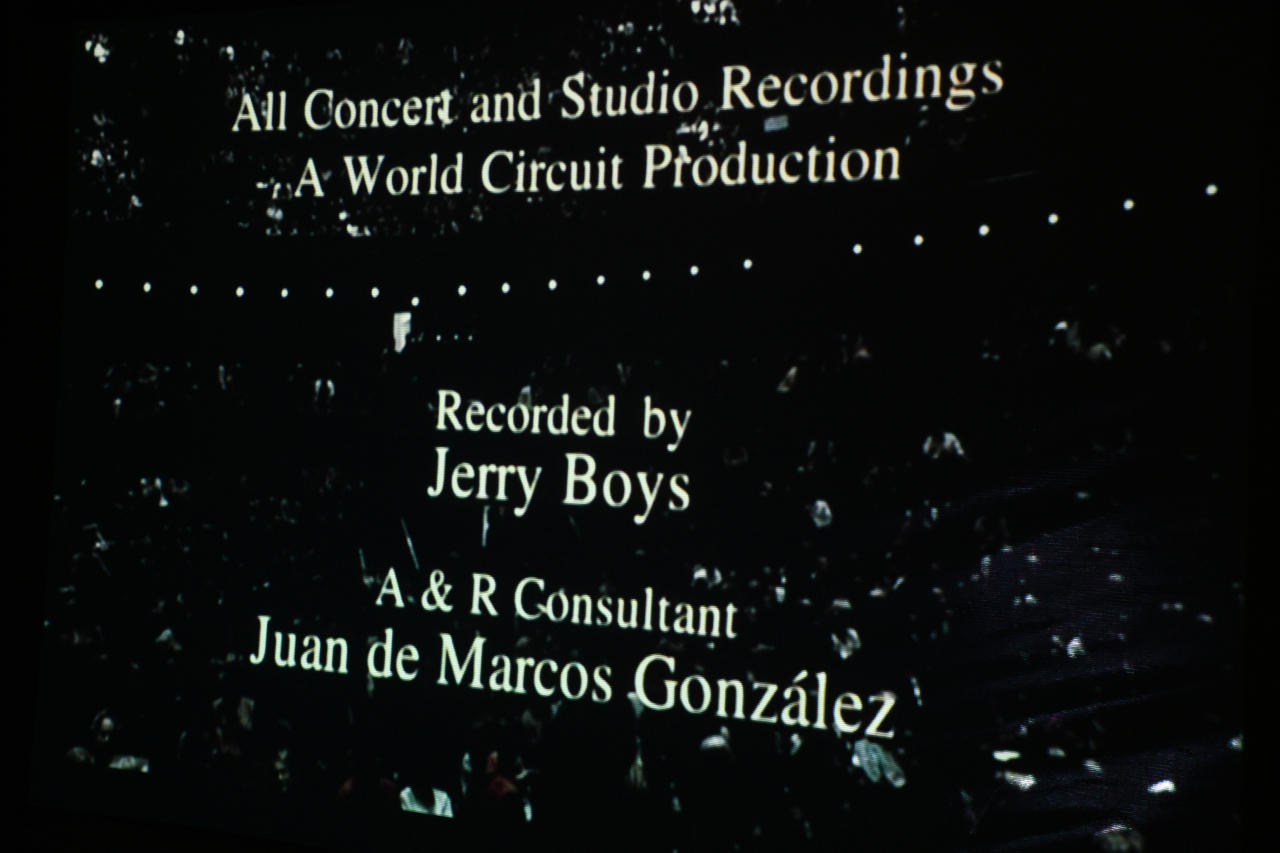 All Concert and Studio Recordings
A World Circuit Production
Recorded by
Jerry Boys
A & R Consultant
Juan de Marcos González